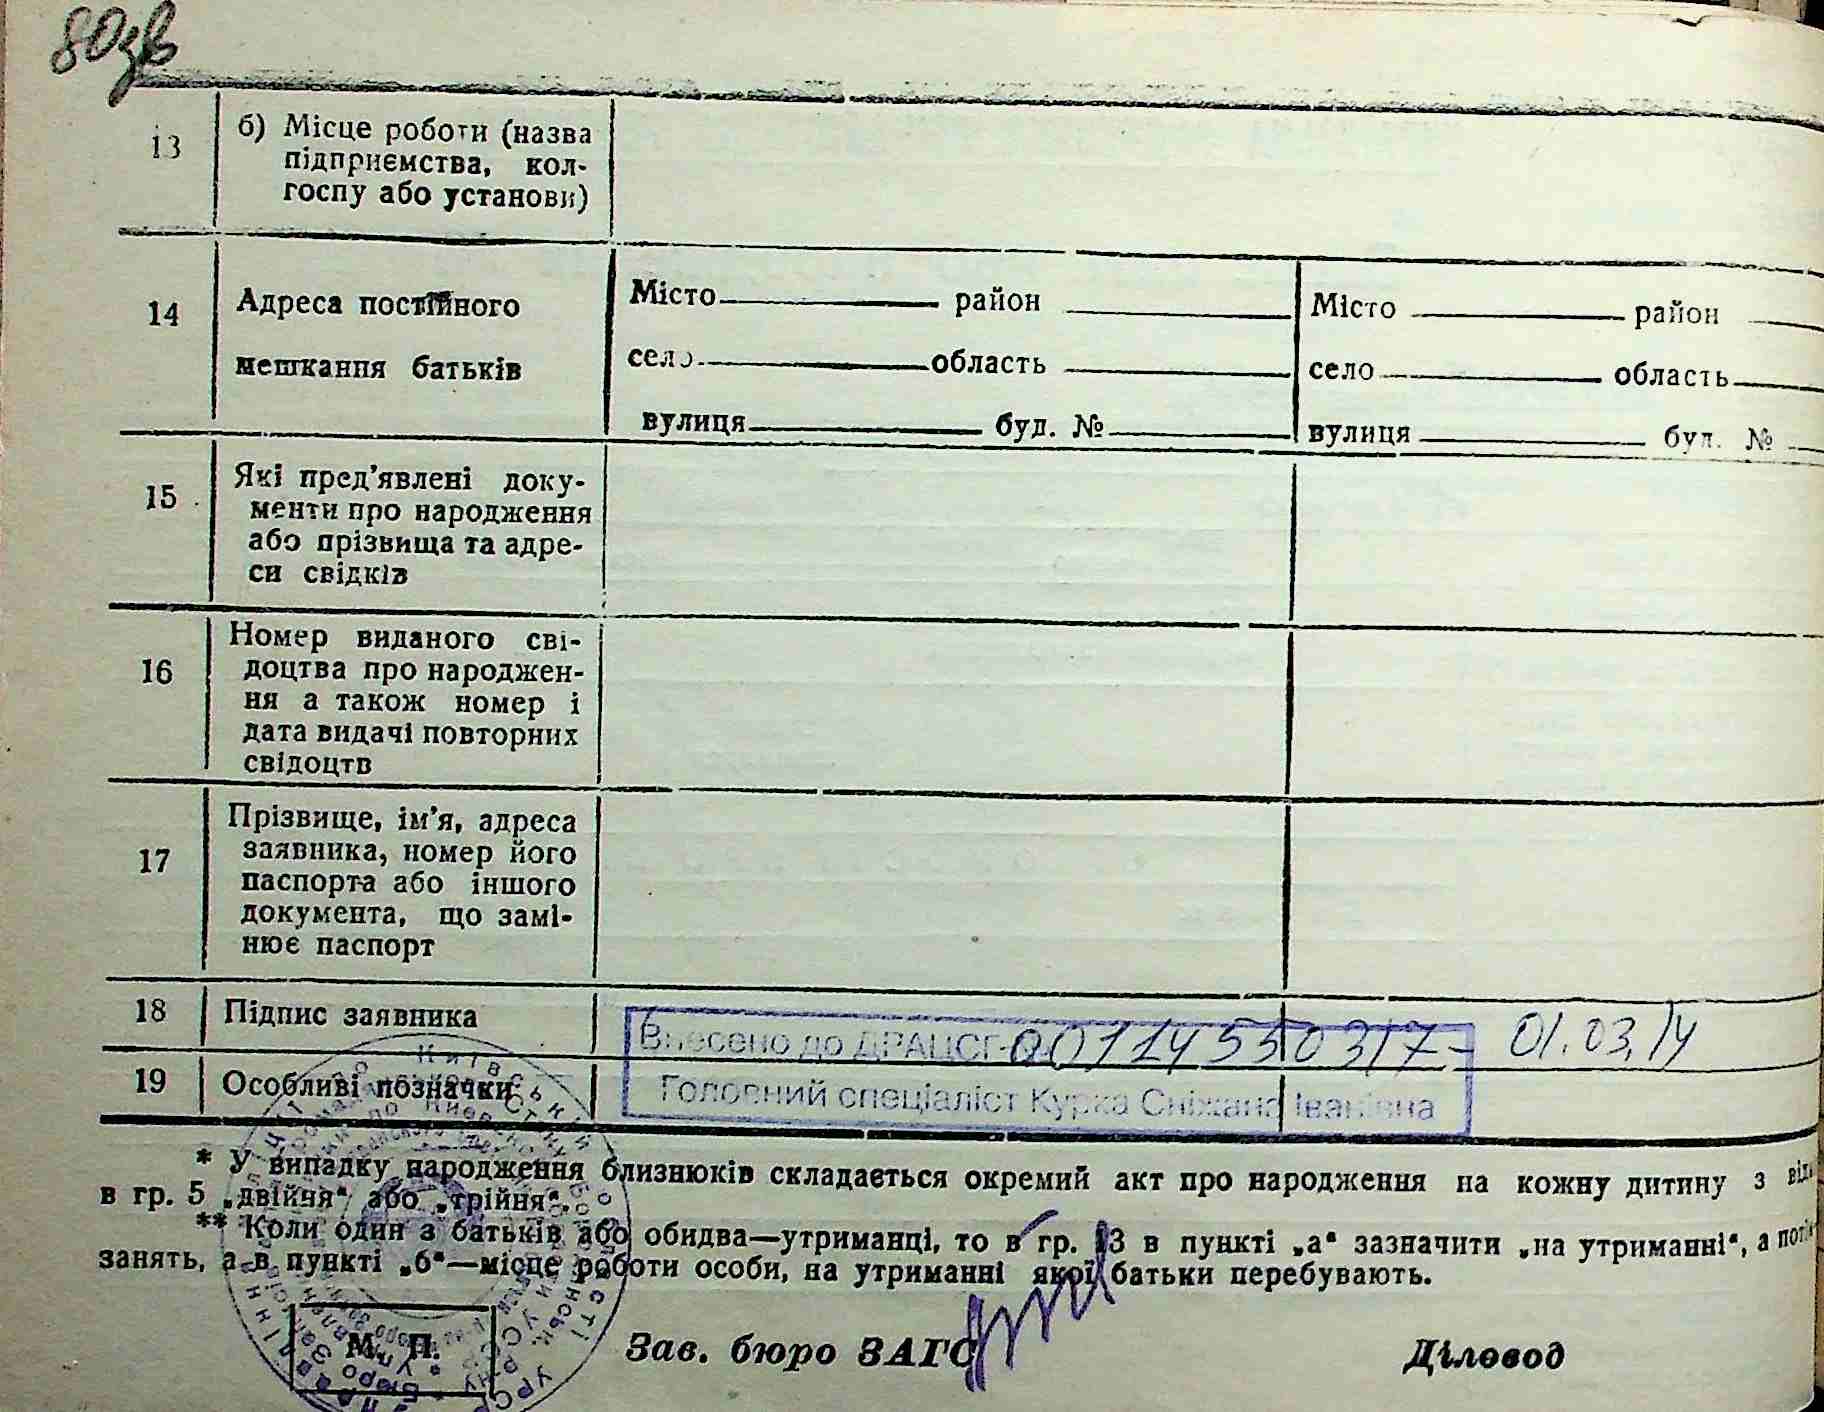 80зв
13 б) Місце роботи (назва
підприємства, кол-
госпу або установи)
14 Адреса постійного
мешкання батьків
Місто район
село область
вулиця буд. №
Місто район
село область
вулиця буд. №
15 Які пред’явлені доку-
менти про народження
або прізвища та адре-
си свідків
16 Номер виданого сві-
доцтва про народжен-
ня а також номер і
дата видачі повторних
свідоцтв
17 Прізвище, ім’я, адреса
заявника, номер його
паспорта або іншого
документа, що замі-
нює паспорт
18 Підпис заявника
Внесено до ДРАЦСГ 00114550317 - 01.03.14
19 Особливі позначки
Головний спеціаліст Курка Сніжана Іванівна
* У випадку народження близнюків складається окремий акт про народження на кожну дитину з
в гр. 5 „двійня“ або „трійня“.
** Коли один з батьків або обидва—утриманці, то в гр. 13 в пункті „а“ зазначити „на утриманні“, а
занять, а в пункті „б“—місце роботи особи, на утриманні якої батьки перебувають.
М. П. Зав. бюро ЗАГС Діловод